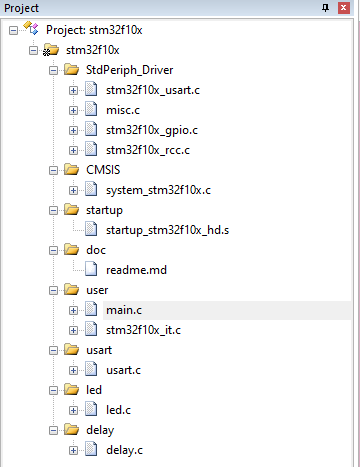 Project
Project: stm32f10x
stm32f10x
StdPeriph_Driver
stm32f10x_usart.c
misc.c
stm32f10x_gpio.c
stm32f10x_rcc.c
CMSIS
system_stm32f10x.c
startup
startup_stm32f10x_hd.s
doc
readme.md
user
main.c
stm32f10x_it.c
usart
usart.c
led
led.c
delay
delay.c